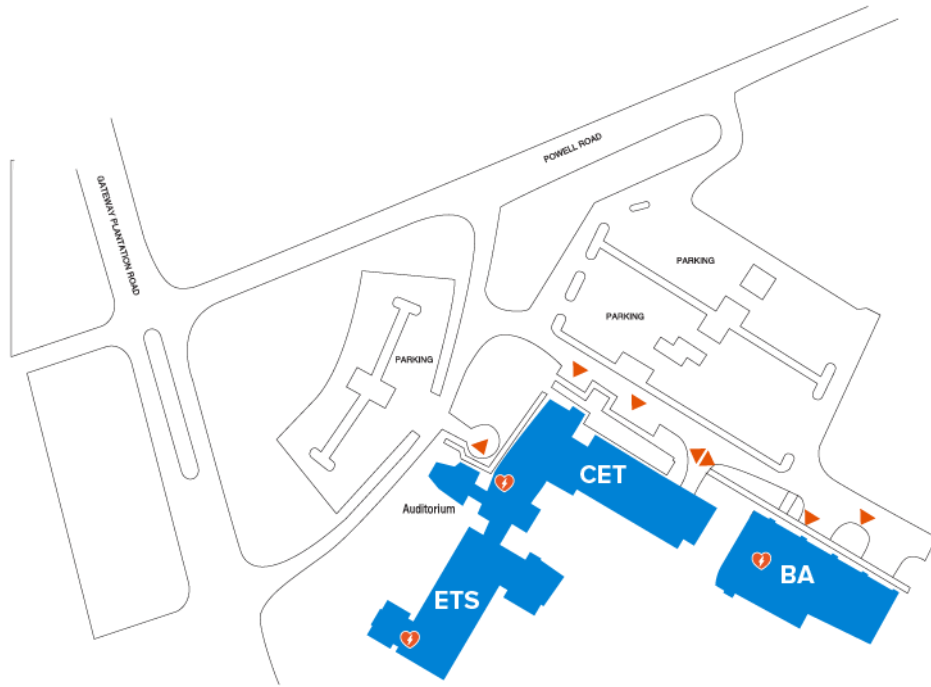 POWELL ROAD
GATEWAY PLANTATION ROAD
PARKING
PARKING
PARKING
CET
Auditorium
BA
ETS